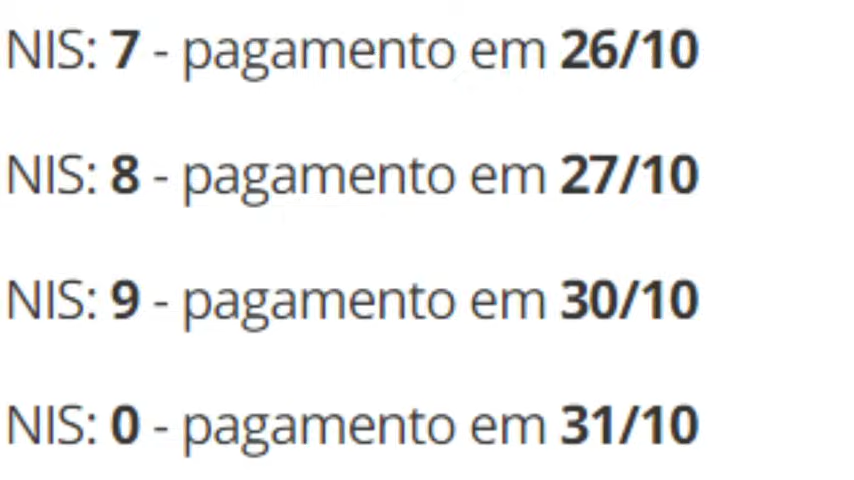 NIS: 7 - pagamento em 26/10
NIS: 8 - pagamento em 27/10
NIS: 9 - pagamento em 30/10
NIS: 0 - pagamento em 31/10